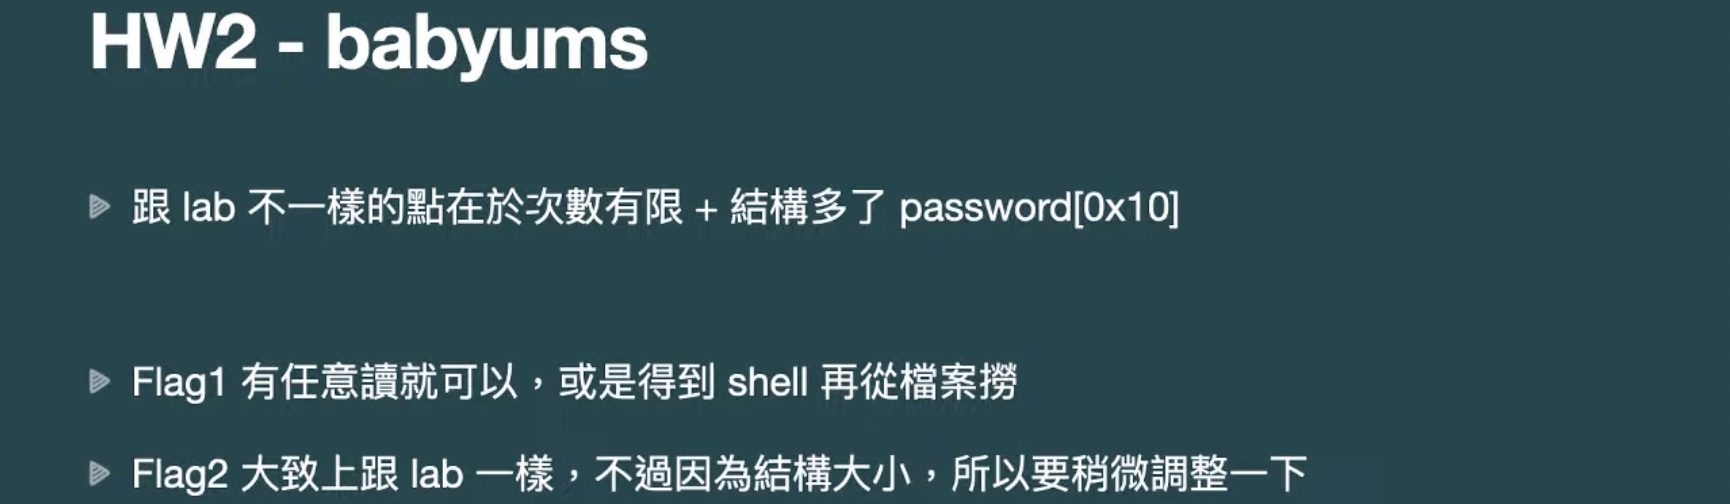 HW2 - babyums
跟 lab 不一樣的點在於次數有限 + 結構多了 password[0x10]
Flag1 有任意讀就可以，或是得到 shell 再從檔案撈
Flag2 大致上跟 lab 一樣，不過因為結構大小，所以要稍微調整一下